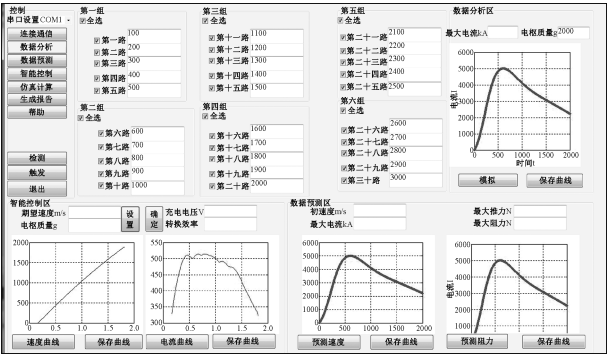 控制
串口设置COM1
连接通信
数据分析
数据预测
智能控制
仿真计算
生成报告
帮助
检测
触发
退出
第一组
全选
第一路 100
第二路 200
第三路 300
第四路 400
第五路 500
第二组
全选
第六路 600
第七路 700
第八路 800
第九路 900
第十路 1000
第三组
全选
第十一路 1100
第十二路 1200
第十三路 1300
第十四路 1400
第十五路 1500
第四组
全选
第十六路 1600
第十七路 1700
第十八路 1800
第十九路 1900
第二十路 2000
第五组
全选
第二十一路 2100
第二十二路 2200
第二十三路 2300
第二十四路 2400
第二十五路 2500
第六组
全选
第二十六路 2600
第二十七路 2700
第二十八路 2800
第二十九路 2900
第三十路 3000
数据分析区
最大电流kA 电枢质量g 2000
6000
5000
4000
3000
2000
1000
0
电流I
0 500 1000 1500 2000
时间t
模拟 保存曲线
智能控制区
期望速度m/s
电枢质量g
设置
确定
充电电压V
转换效率
2000
1500
1000
500
0
0 0.5 1.0 1.5 2.0
速度曲线 保存曲线
550
500
450
400
350
300
0 0.5 1.0 1.5 2.0
电流曲线 保存曲线
数据预测区
初速度m/s
最大电流kA
最大推力N
最大阻力N
6000
5000
4000
3000
2000
1000
0
0 500 1000 1500 2000
预测速度 保存曲线
6000
5000
4000
3000
2000
1000
电流I
预测阻力 保存曲线